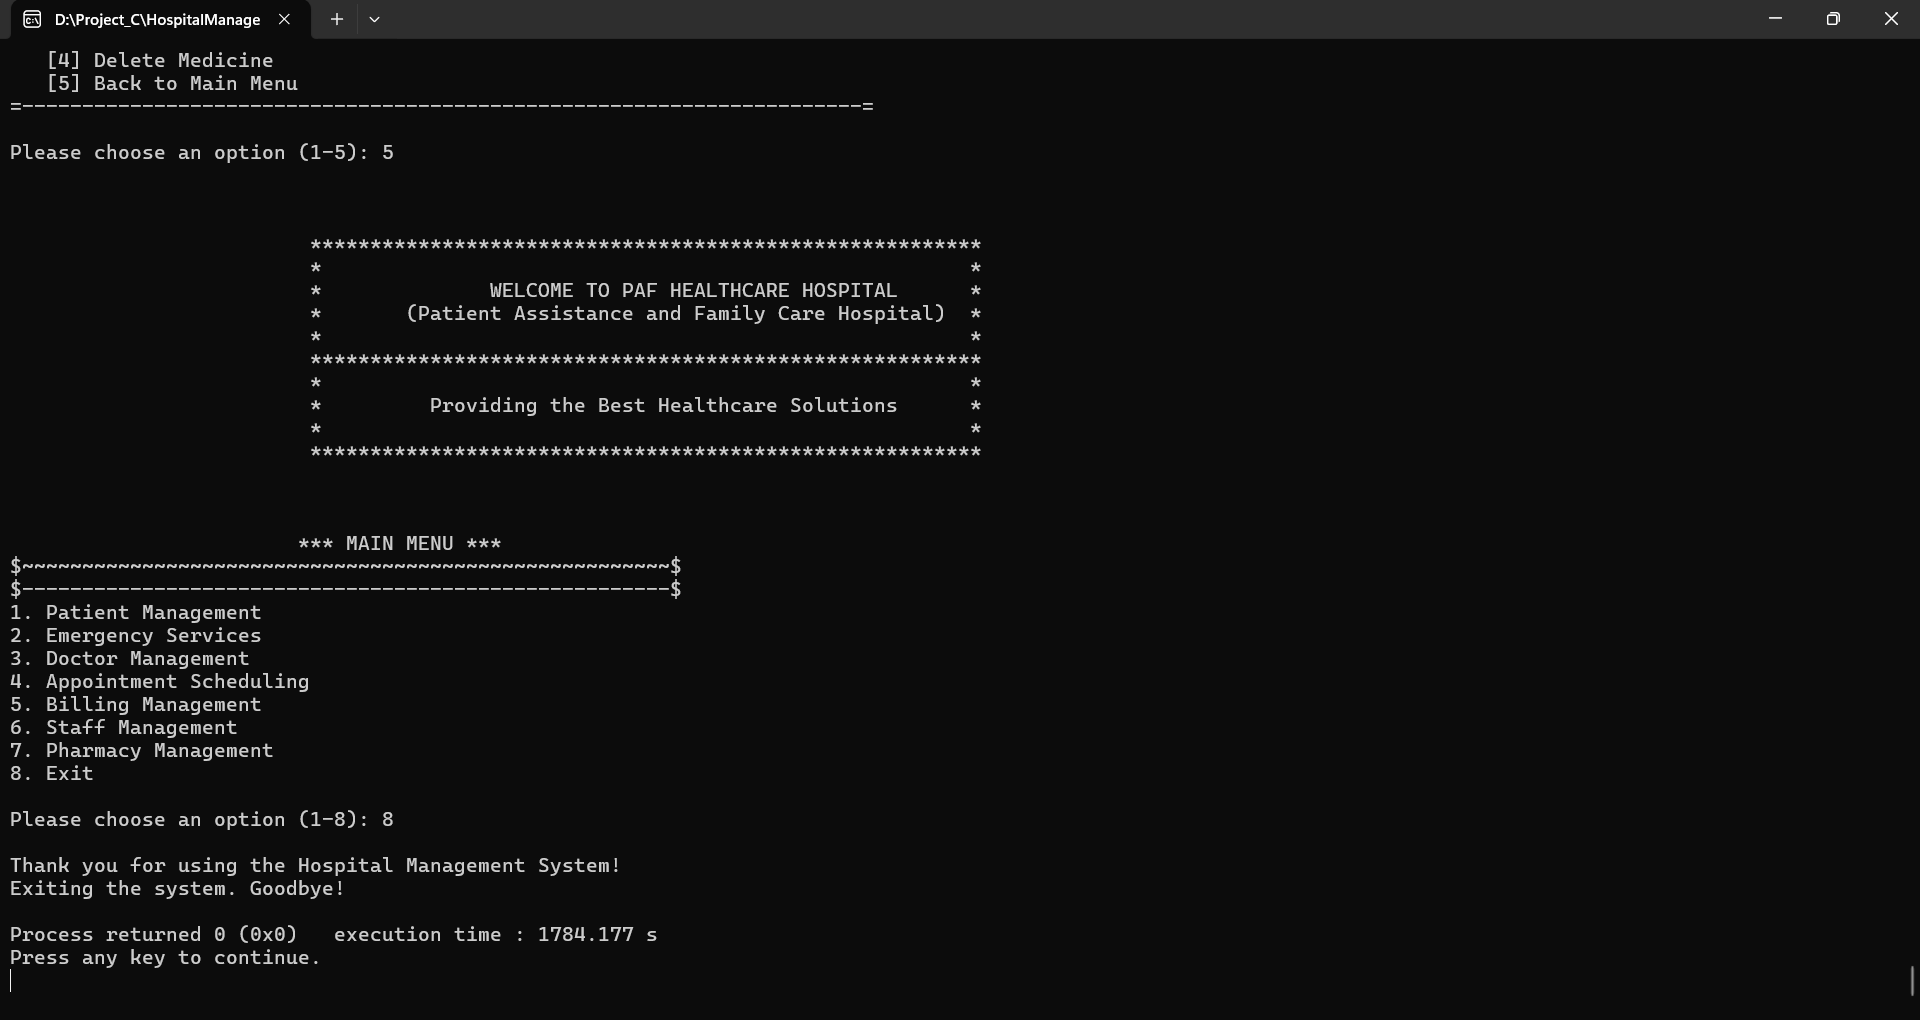 D:\Project_C\HospitalManage
[4] Delete Medicine
[5] Back to Main Menu
=----------------------------------------------------------------------=
Please choose an option (1-5): 5
********************************************************
* *
* WELCOME TO PAF HEALTHCARE HOSPITAL *
* (Patient Assistance and Family Care Hospital) *
* *
********************************************************
* *
* Providing the Best Healthcare Solutions *
* *
********************************************************
*** MAIN MENU ***
$~~~~~~~~~~~~~~~~~~~~~~~~~~~~~~~~~~~~~~~~~~~~~~~~~~~~~~$
$------------------------------------------------------$
1. Patient Management
2. Emergency Services
3. Doctor Management
4. Appointment Scheduling
5. Billing Management
6. Staff Management
7. Pharmacy Management
8. Exit
Please choose an option (1-8): 8
Thank you for using the Hospital Management System!
Exiting the system. Goodbye!
Process returned 0 (0x0)   execution time : 1784.177 s
Press any key to continue.